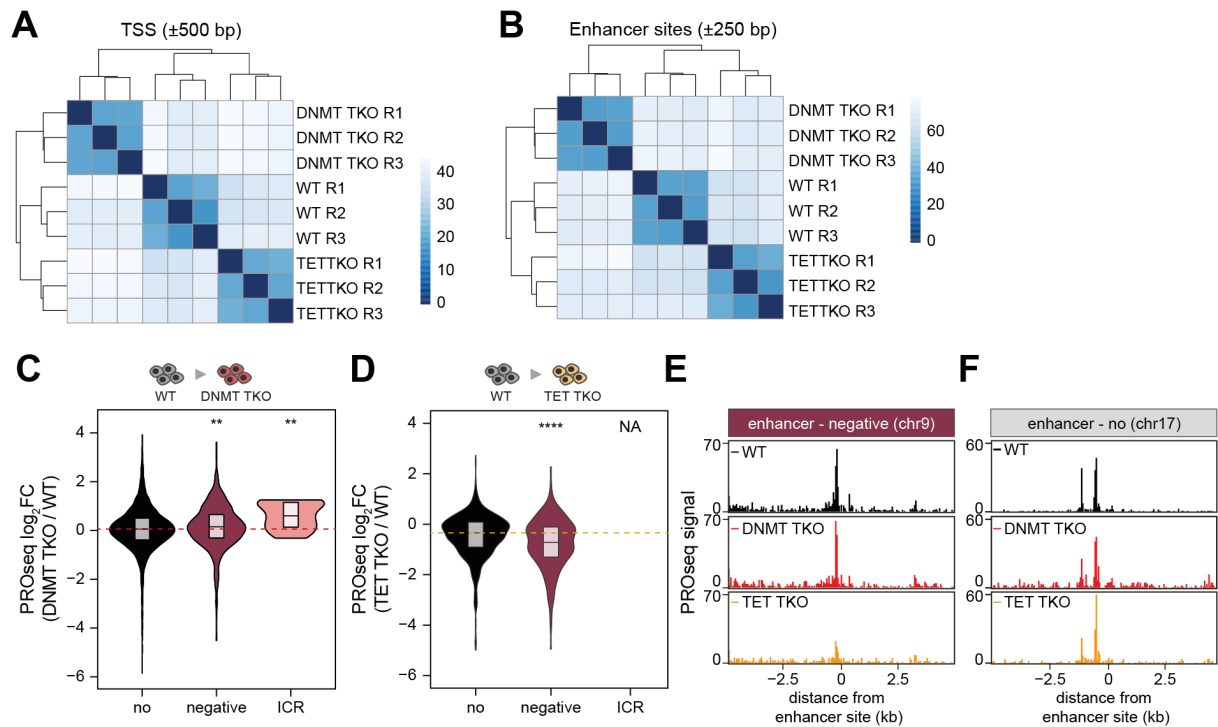 A
TSS (±500 bp)
DNMT TKO R1
DNMT TKO R2
DNMT TKO R3
WT R1
WT R2
WT R3
TETTKO R1
TETTKO R2
TETTKO R3
40
30
20
10
0
B
Enhancer sites (±250 bp)
DNMT TKO R1
DNMT TKO R2
DNMT TKO R3
WT R1
WT R2
WT R3
TETTKO R1
TETTKO R2
TETTKO R3
60
40
20
0
C
WT
DNMT TKO
PROseq log₂FC
(DNMT TKO / WT)
4
2
0
−2
−4
−6
**
**
no
negative
ICR
D
WT
TET TKO
PROseq log₂FC
(TET TKO / WT)
4
2
0
−2
−4
−6
****
NA
no
negative
ICR
E
enhancer - negative (chr9)
PROseq signal
70
WT
0
70
DNMT TKO
0
70
TET TKO
0
−2.5
2.5
distance from
enhancer site (kb)
F
enhancer - no (chr17)
60
WT
0
60
DNMT TKO
0
60
TET TKO
0
−2.5
2.5
distance from
enhancer site (kb)